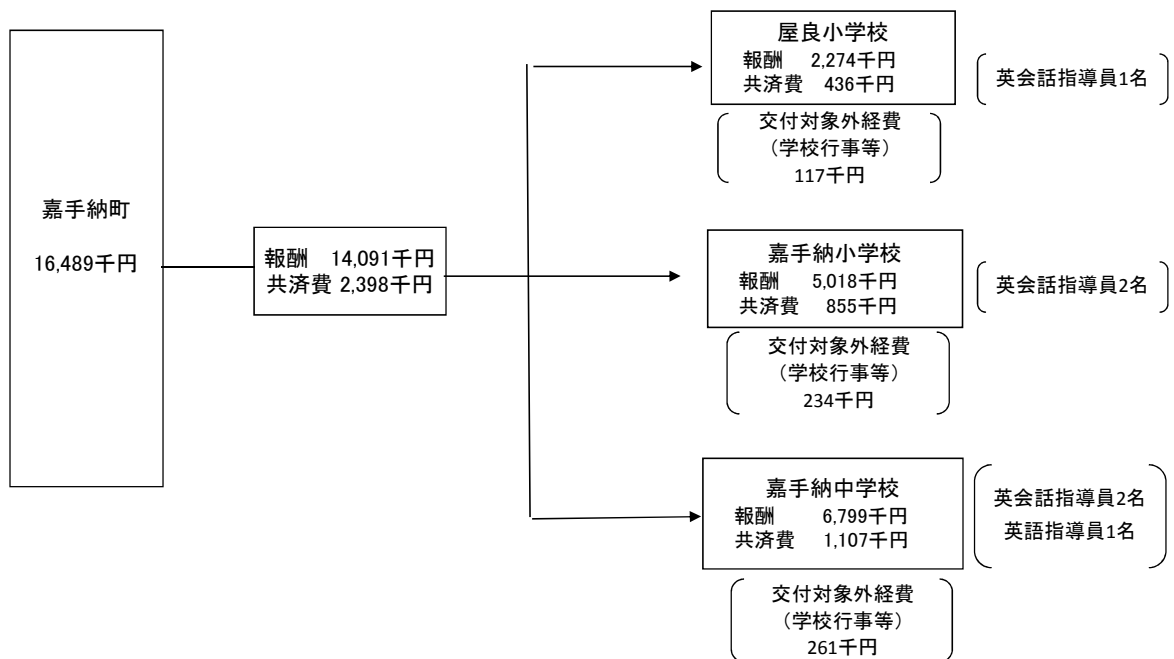 嘉手納町
16,489千円
報酬 14,091千円
共済費 2,398千円
屋良小学校
報酬 2,274千円
共済費 436千円
英会話指導員1名
交付対象外経費
(学校行事等)
117千円
嘉手納小学校
報酬 5,018千円
共済費 855千円
英会話指導員2名
交付対象外経費
(学校行事等)
234千円
嘉手納中学校
報酬 6,799千円
共済費 1,107千円
英会話指導員2名
英語指導員1名
交付対象外経費
(学校行事等)
261千円